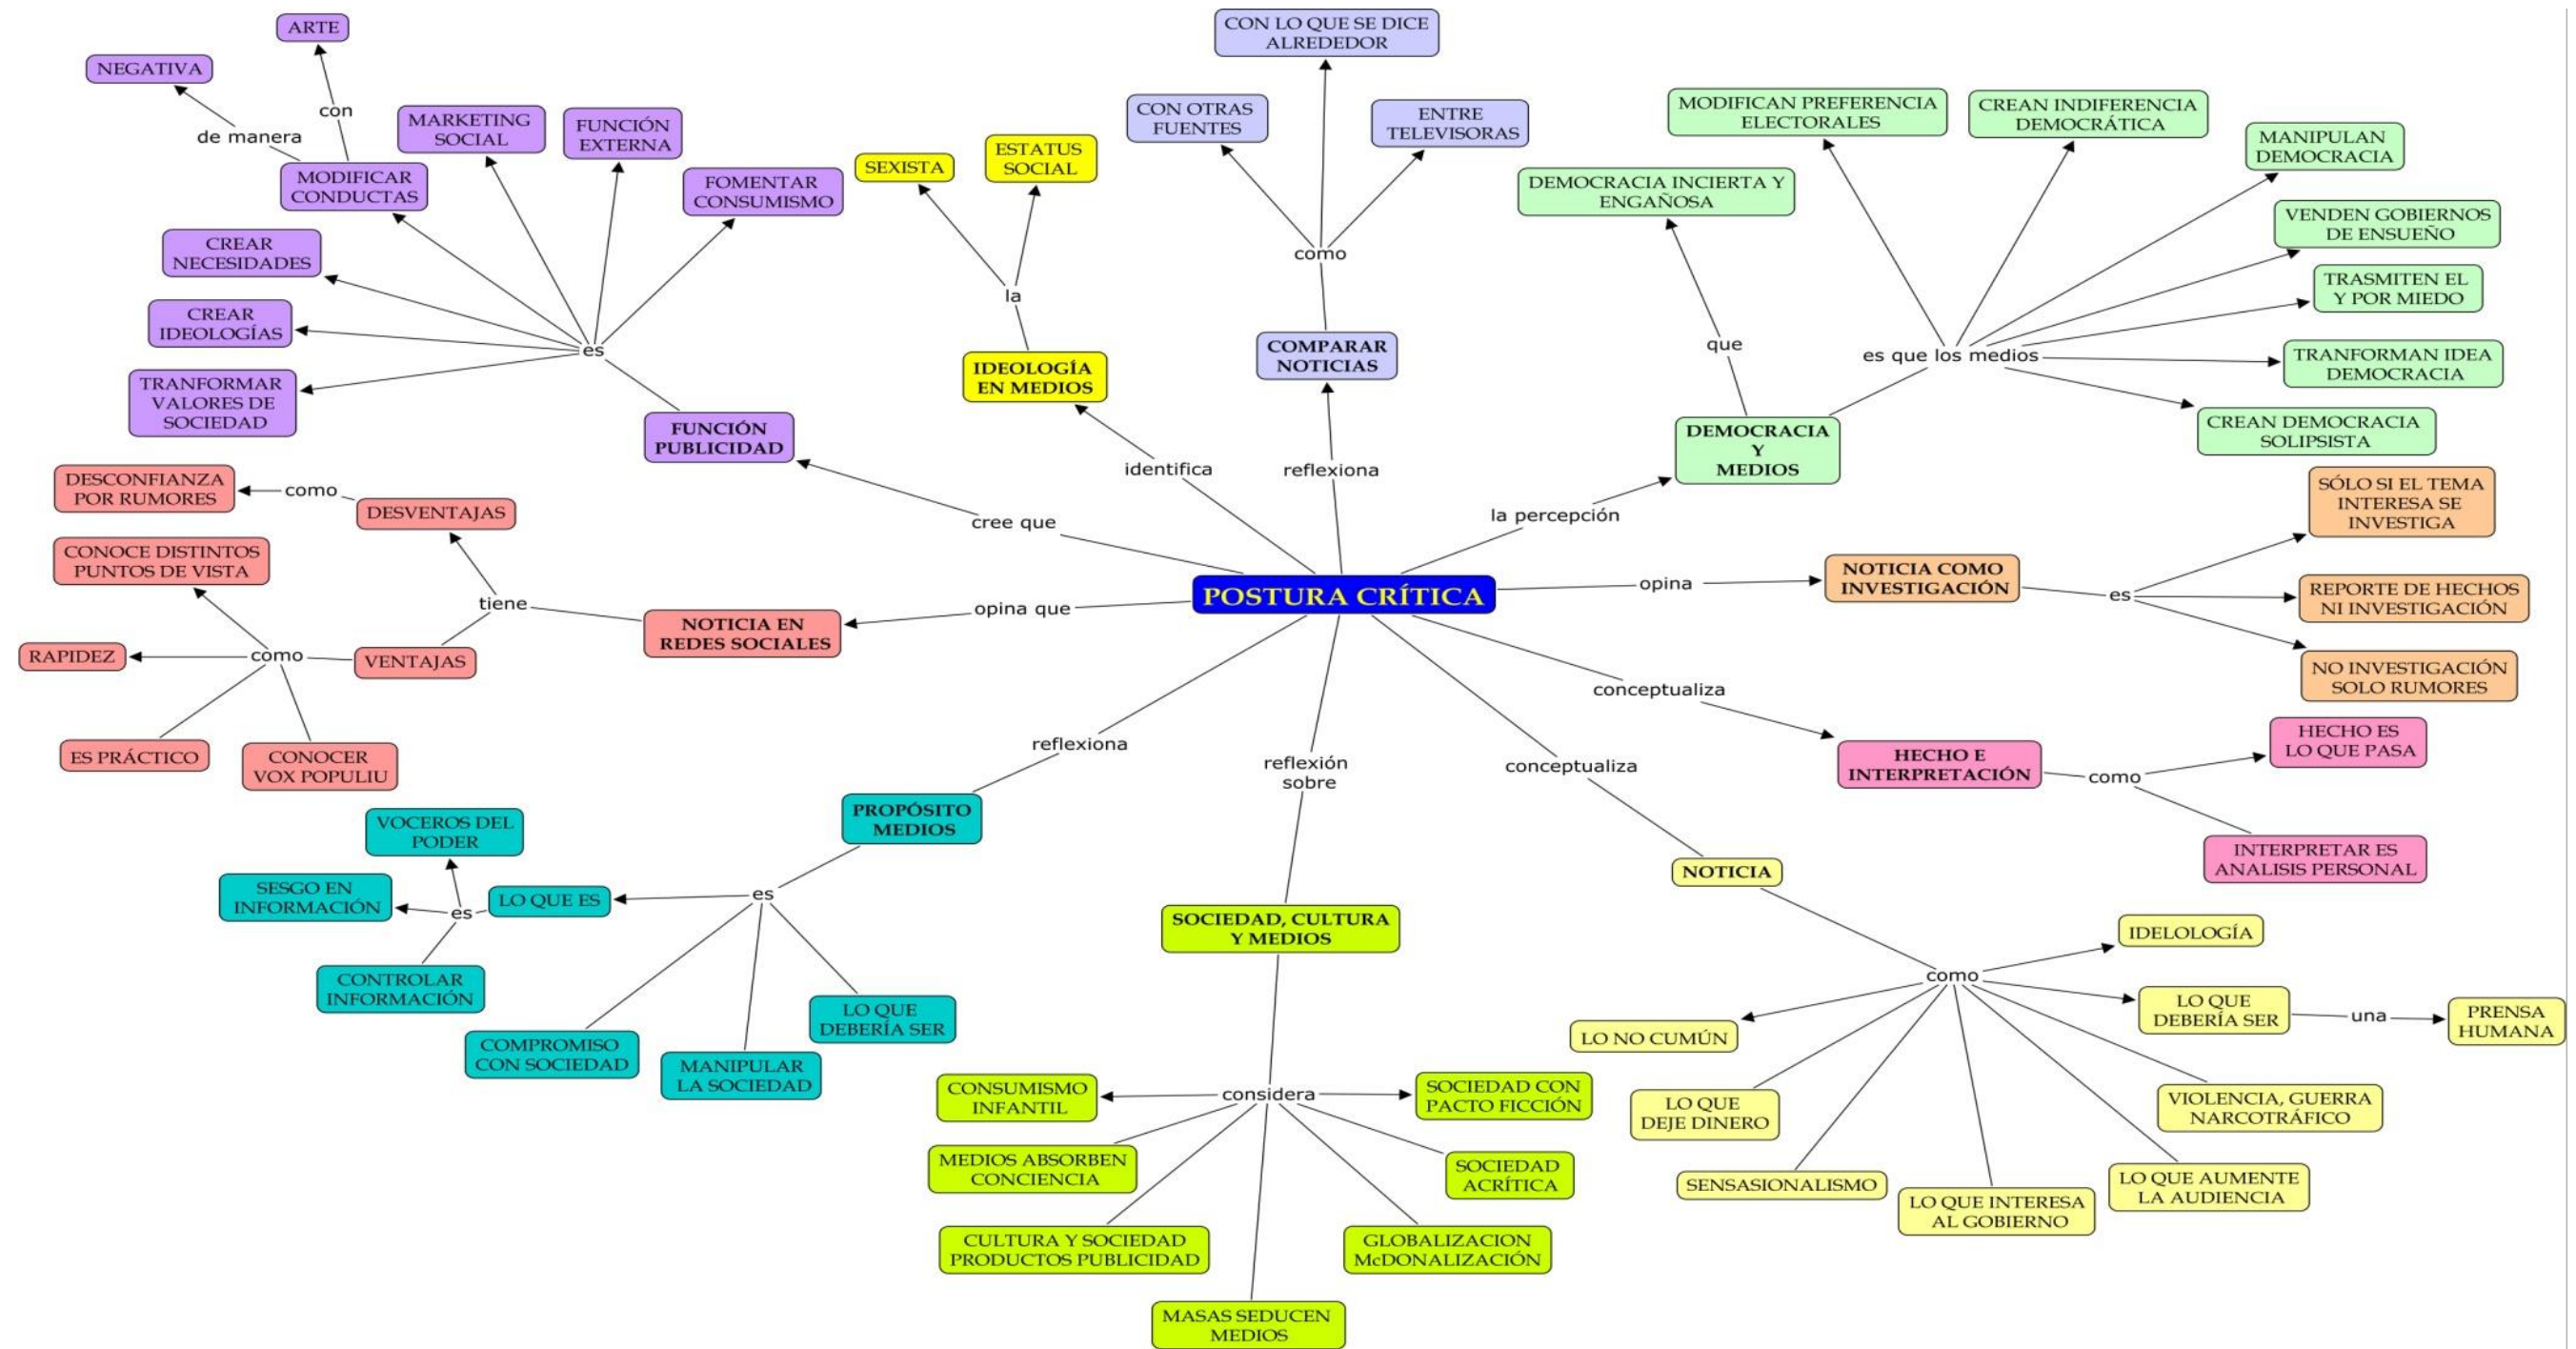 ARTE
NEGATIVA
con
de manera
MODIFICAR
CONDUCTAS
MARKETING
SOCIAL
FUNCIÓN
EXTERNA
FOMENTAR
CONSUMISMO
CREAR
NECESIDADES
CREAR
IDEOLOGÍAS
TRANFORMAR
VALORES DE
SOCIEDAD
es
FUNCIÓN
PUBLICIDAD
cree que
SEXISTA
ESTATUS
SOCIAL
la
IDEOLOGÍA
EN MEDIOS
identifica
CON LO QUE SE DICE
ALREDEDOR
CON OTRAS
FUENTES
ENTRE
TELEVISORAS
como
COMPARAR
NOTICIAS
reflexiona
MODIFICAN PREFERENCIA
ELECTORALES
CREAN INDIFERENCIA
DEMOCRÁTICA
MANIPULAN
DEMOCRACIA
DEMOCRACIA INCIERTA Y
ENGAÑOSA
VENDEN GOBIERNOS
DE ENSUEÑO
TRASMITEN EL
Y POR MIEDO
que
es que los medios
TRANFORMAN IDEA
DEMOCRACIA
CREAN DEMOCRACIA
SOLIPSISTA
DEMOCRACIA
Y
MEDIOS
la percepción
POSTURA CRÍTICA
opina
NOTICIA COMO
INVESTIGACIÓN
es
SÓLO SI EL TEMA
INTERESA SE
INVESTIGA
REPORTE DE HECHOS
NI INVESTIGACIÓN
NO INVESTIGACIÓN
SOLO RUMORES
opina que
NOTICIA EN
REDES SOCIALES
tiene
DESVENTAJAS
como
DESCONFIANZA
POR RUMORES
VENTAJAS
como
CONOCE DISTINTOS
PUNTOS DE VISTA
RAPIDEZ
ES PRÁCTICO
CONOCER
VOX POPULIU
conceptualiza
HECHO E
INTERPRETACIÓN
como
HECHO ES
LO QUE PASA
INTERPRETAR ES
ANALISIS PERSONAL
reflexiona
PROPÓSITO
MEDIOS
es
LO QUE ES
es
VOCEROS DEL
PODER
SESGO EN
INFORMACIÓN
CONTROLAR
INFORMACIÓN
COMPROMISO
CON SOCIEDAD
MANIPULAR
LA SOCIEDAD
LO QUE
DEBERÍA SER
reflexión
sobre
SOCIEDAD, CULTURA
Y MEDIOS
considera
CONSUMISMO
INFANTIL
SOCIEDAD CON
PACTO FICCIÓN
MEDIOS ABSORBEN
CONCIENCIA
SOCIEDAD
ACRÍTICA
CULTURA Y SOCIEDAD
PRODUCTOS PUBLICIDAD
GLOBALIZACION
McDONALIZACIÓN
MASAS SEDUCEN
MEDIOS
conceptualiza
NOTICIA
como
IDELOLOGÍA
LO QUE
DEBERÍA SER
una
PRENSA
HUMANA
LO NO CUMÚN
LO QUE
DEJE DINERO
VIOLENCIA, GUERRA
NARCOTRÁFICO
SENSASIONALISMO
LO QUE INTERESA
AL GOBIERNO
LO QUE AUMENTE
LA AUDIENCIA